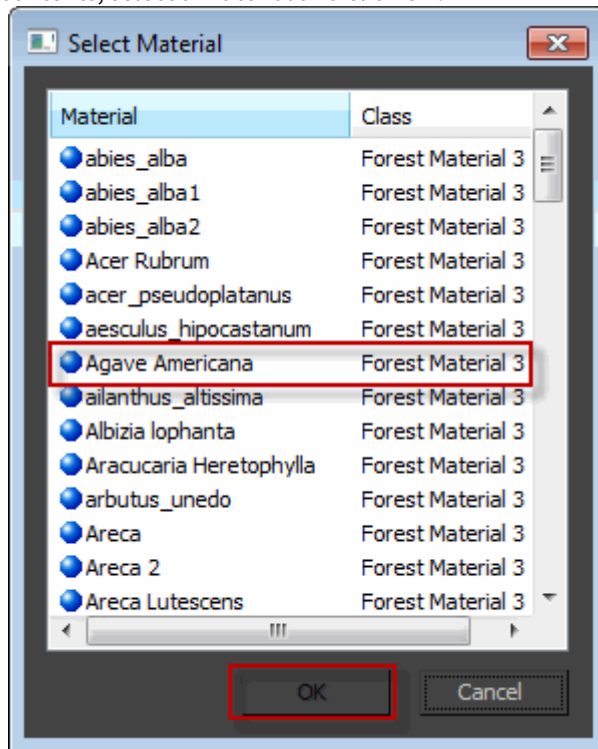 Select Material
Material Class
abies_alba Forest Material 3
abies_alba1 Forest Material 3
abies_alba2 Forest Material 3
Acer Rubrum Forest Material 3
acer_pseudoplatanus Forest Material 3
aesculus_hipocastanum Forest Material 3
Agave Americana Forest Material 3
ailanthus_altissima Forest Material 3
Albizia lophanta Forest Material 3
Aracucaria Heretophylla Forest Material 3
arbutus_unedo Forest Material 3
Areca Forest Material 3
Areca 2 Forest Material 3
Areca Lutescens Forest Material 3
OK Cancel